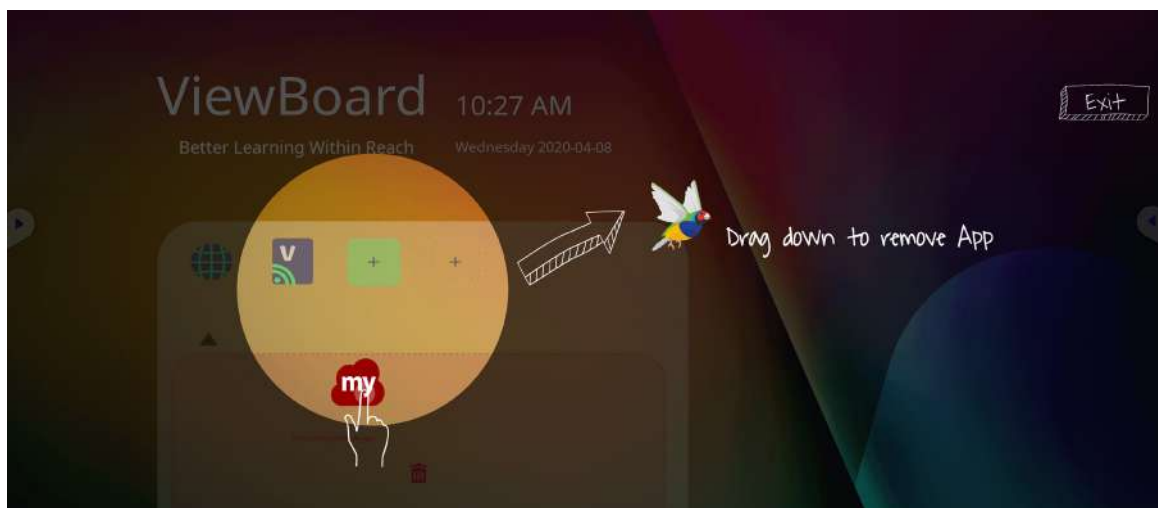 ViewBoard 10:27 AM
Exit
Better Learning Within Reach Wednesday 2020-04-08
Drag down to remove App
V
my